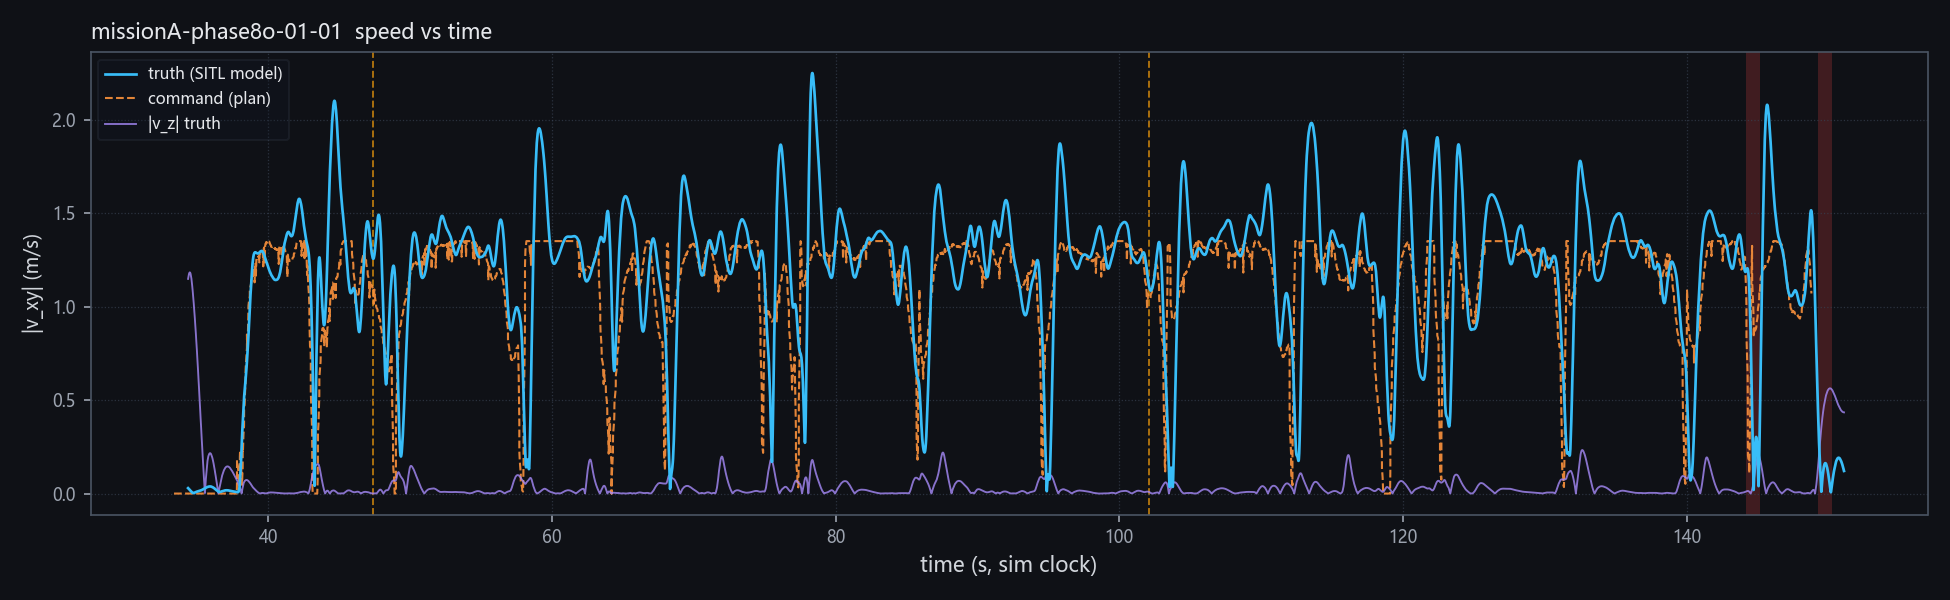 missionA-phase8o-01-01  speed vs time
truth (SITL model)
command (plan)
|v_z| truth
|v_xy| (m/s)
2.0
1.5
1.0
0.5
0.0
40
60
80
100
120
140
time (s, sim clock)